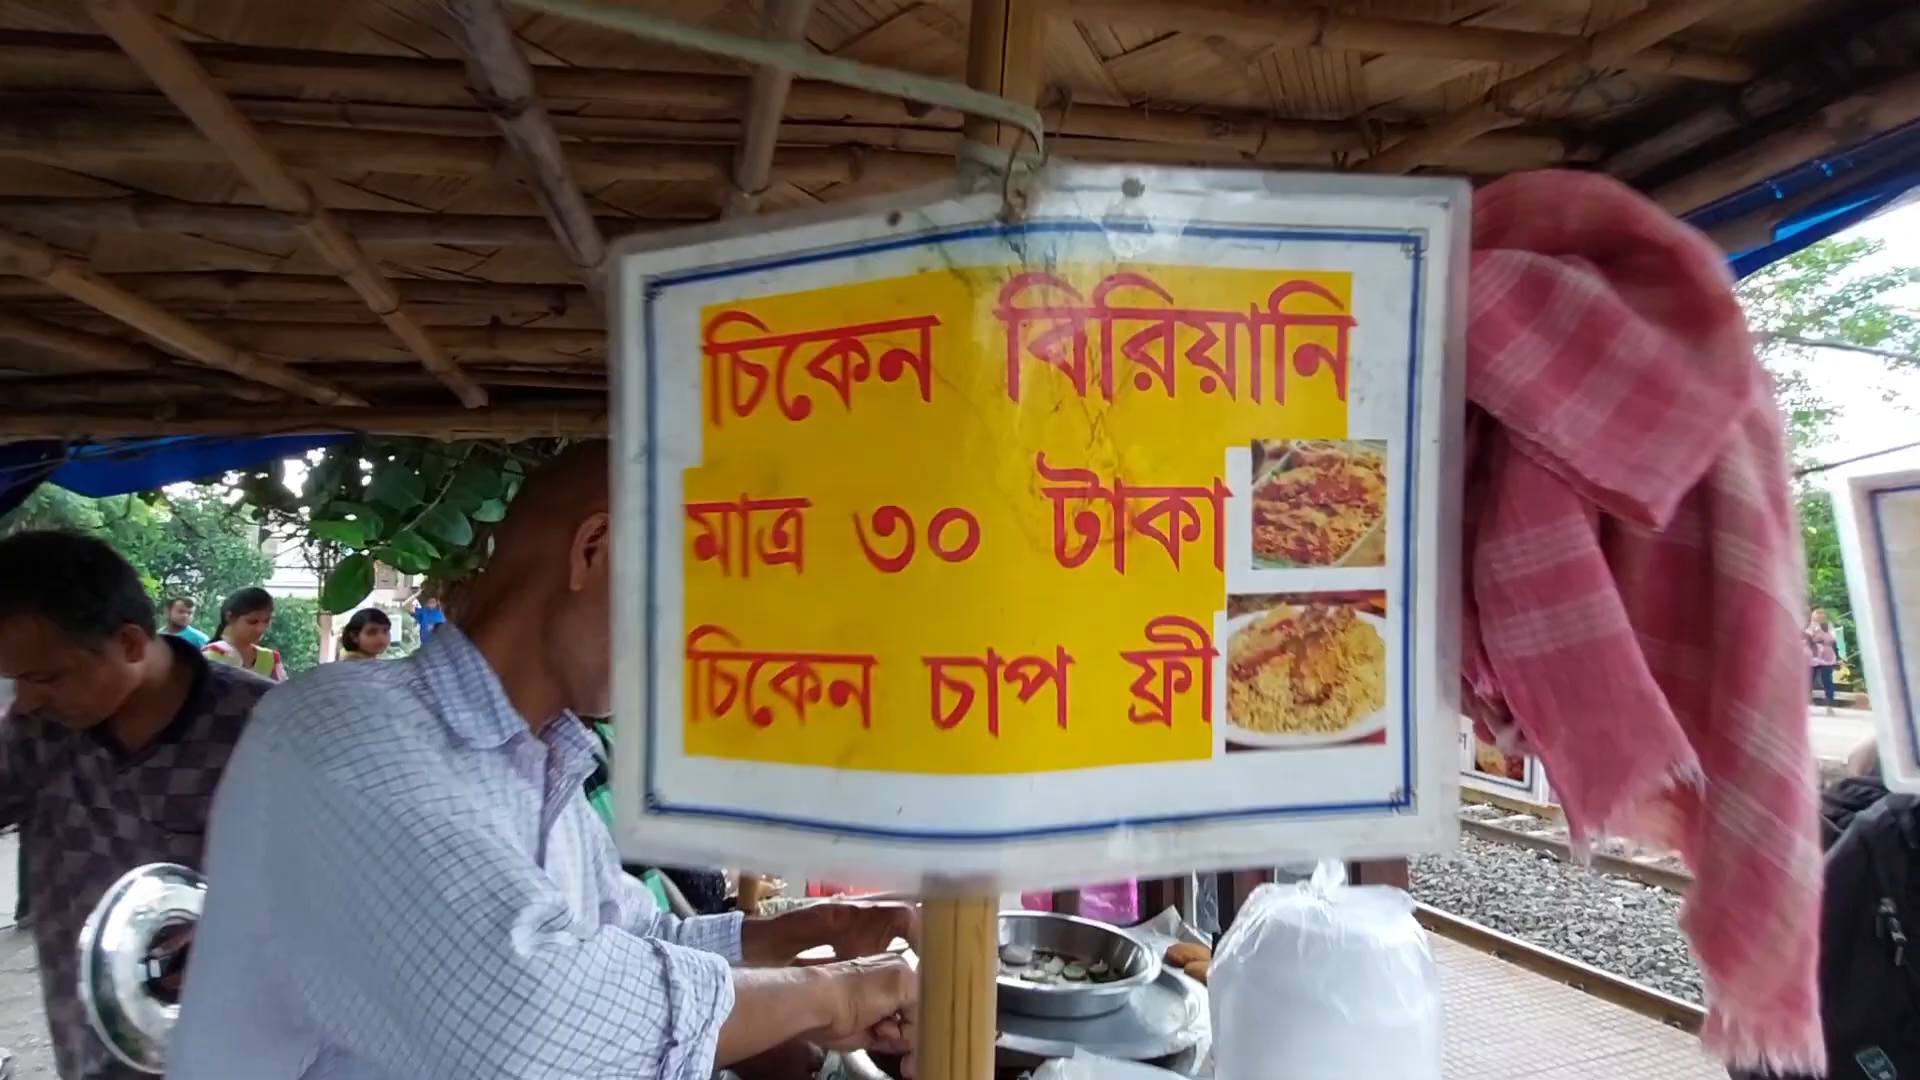 চিকেন বিরিয়ানি
মাত্র ৩০ টাকা
চিকেন চাপ ফ্রী